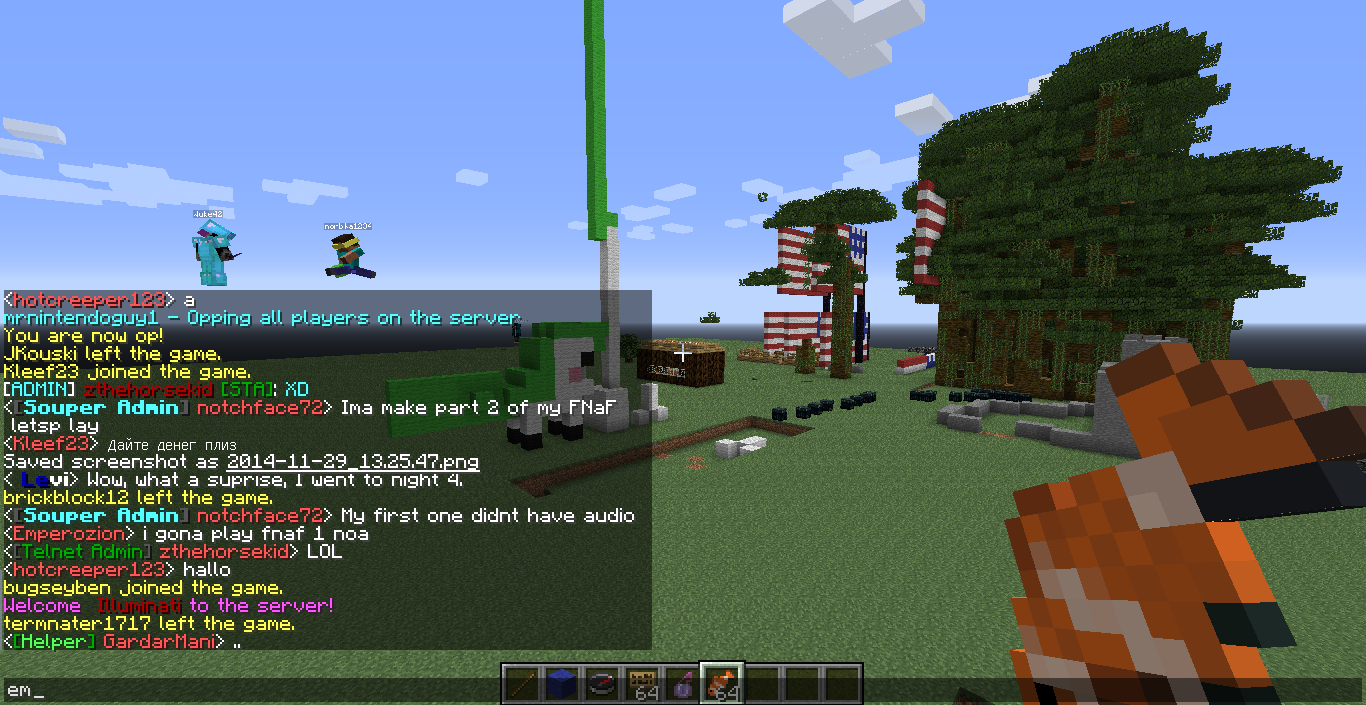 Wuke42
norbika1234
<hotcreeper123> a
mrnintendoguy1 - Opping all players on the server
You are now op!
JKouski left the game.
Kleef23 joined the game.
[ADMIN] zthehorsekid [STA]: XD
<[Souper Admin] notchface72> Ima make part 2 of my FNaF
letsp lay
<Kleef23> Дайте денег плиз
Saved screenshot as 2014-11-29_13.25.47.png
< Levi> Wow, what a suprise, I went to night 4.
brickblock12 left the game.
<[Souper Admin] notchface72> My first one didnt have audio
<Emperozion> i gona play fnaf 1 noa
<[Telnet Admin] zthehorsekid> LOL
<hotcreeper123> hallo
bugseyben joined the game.
Welcome Illuminati to the server!
termnater1717 left the game.
<[Helper] GardarMani> ..
64
64
em_